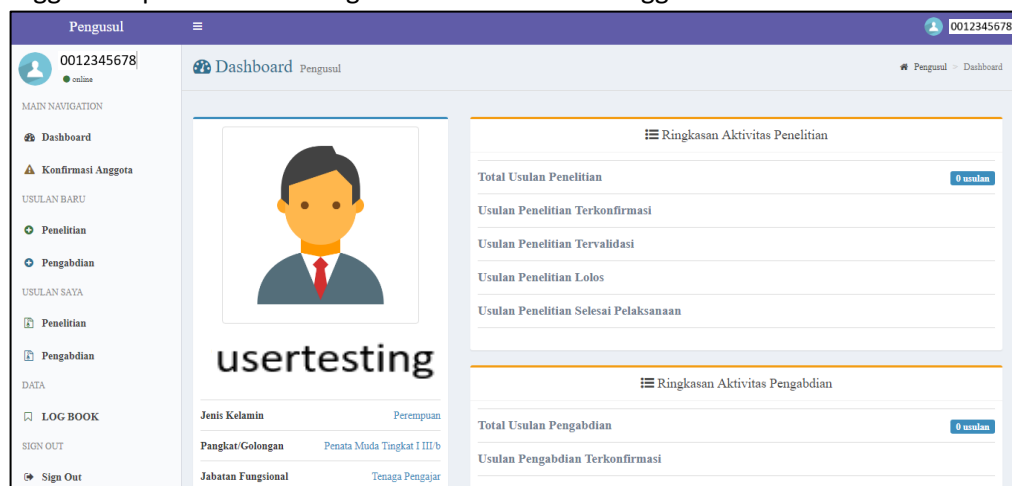 Pengusul
0012345678
0012345678
online
Dashboard Pengusul
Pengusul > Dashboard
MAIN NAVIGATION
Dashboard
Konfirmasi Anggota
USULAN BARU
Penelitian
Pengabdian
USULAN SAYA
Penelitian
Pengabdian
DATA
LOG BOOK
SIGN OUT
Sign Out
usertesting
Jenis Kelamin Perempuan
Pangkat/Golongan Penata Muda Tingkat I III/b
Jabatan Fungsional Tenaga Pengajar
Ringkasan Aktivitas Penelitian
Total Usulan Penelitian 0 usulan
Usulan Penelitian Terkonfirmasi
Usulan Penelitian Tervalidasi
Usulan Penelitian Lolos
Usulan Penelitian Selesai Pelaksanaan
Ringkasan Aktivitas Pengabdian
Total Usulan Pengabdian 0 usulan
Usulan Pengabdian Terkonfirmasi